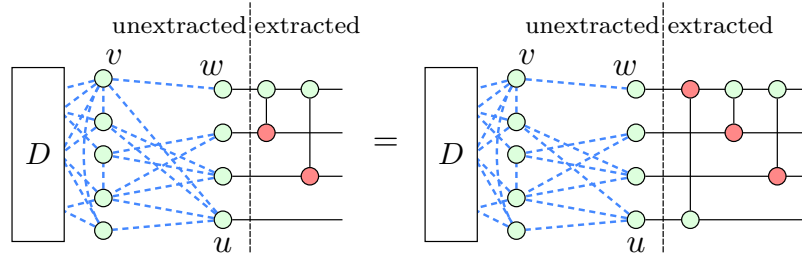 unextracted extracted unextracted extracted
v w v w
D = D
u u